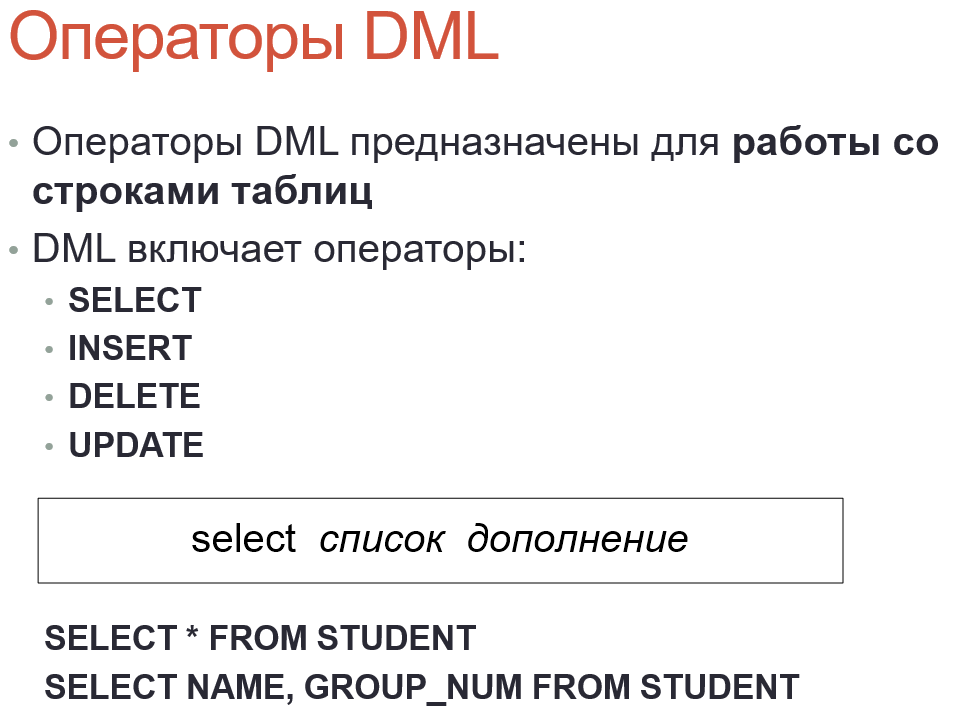 Операторы DML
• Операторы DML предназначены для работы со
строками таблиц
• DML включает операторы:
• SELECT
• INSERT
• DELETE
• UPDATE
select список дополнение
SELECT * FROM STUDENT
SELECT NAME, GROUP_NUM FROM STUDENT